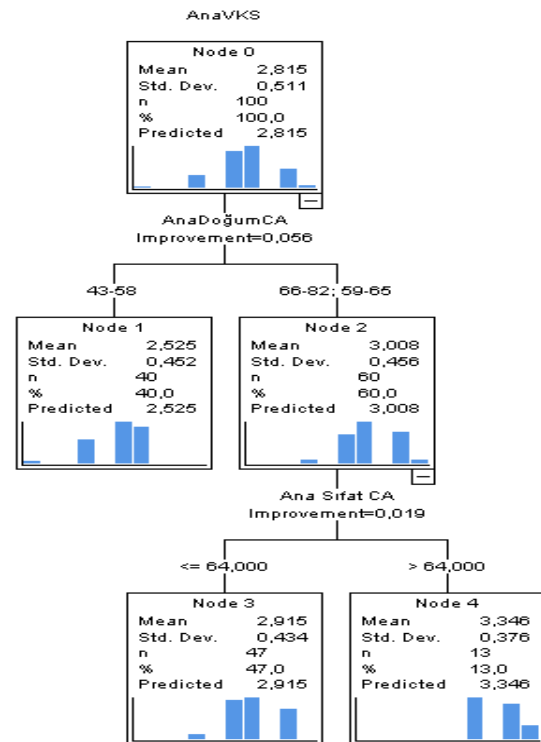 AnaVKS
Node 0
Mean 2,815
Std. Dev. 0,511
n 100
% 100,0
Predicted 2,815
AnaDoğumCA
Improvement=0,056
43-58
66-82; 59-65
Node 1
Mean 2,525
Std. Dev. 0,452
n 40
% 40,0
Predicted 2,525
Node 2
Mean 3,008
Std. Dev. 0,456
n 60
% 60,0
Predicted 3,008
Ana Sıfat CA
Improvement=0,019
<= 64,000
> 64,000
Node 3
Mean 2,915
Std. Dev. 0,434
n 47
% 47,0
Predicted 2,915
Node 4
Mean 3,346
Std. Dev. 0,376
n 13
% 13,0
Predicted 3,346